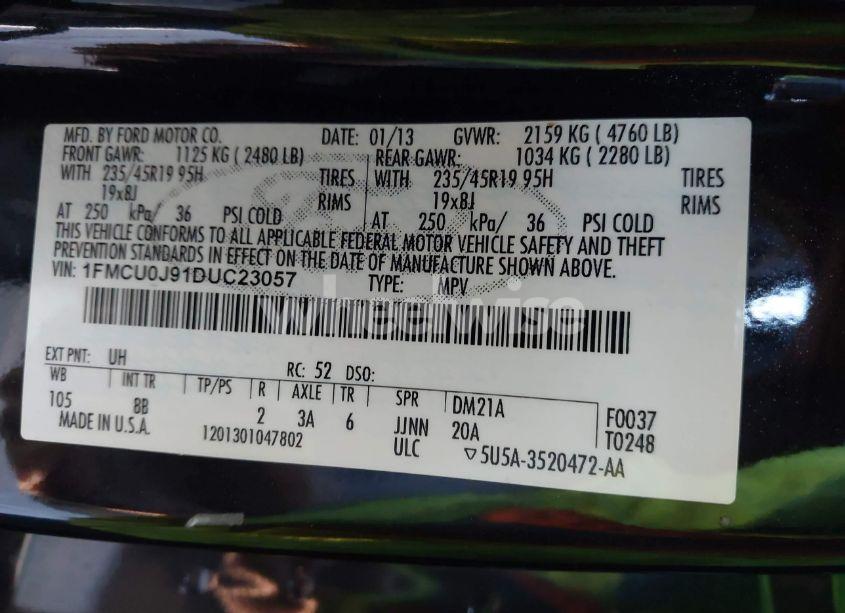 MFD. BY FORD MOTOR CO. DATE: 01/13 GVWR: 2159 KG ( 4760 LB)
FRONT GAWR: 1125 KG ( 2480 LB) REAR GAWR: 1034 KG ( 2280 LB)
WITH 235/45R19 95H TIRES WITH 235/45R19 95H TIRES
19x8J RIMS 19x8J RIMS
AT 250 kPa/ 36 PSI COLD AT 250 kPa/ 36 PSI COLD
THIS VEHICLE CONFORMS TO ALL APPLICABLE FEDERAL MOTOR VEHICLE SAFETY AND THEFT
PREVENTION STANDARDS IN EFFECT ON THE DATE OF MANUFACTURE SHOWN ABOVE.
VIN: 1FMCU0J91DUC23057 TYPE: MPV
wheelwise
EXT PNT: UH RC: 52 DSO:
WB INT TR TP/PS R AXLE TR SPR DM21A F0037
105 8B 2 3A 6 JJNN 20A T0248
MADE IN U.S.A. 1201301047802 ULC ▽5U5A-3520472-AA